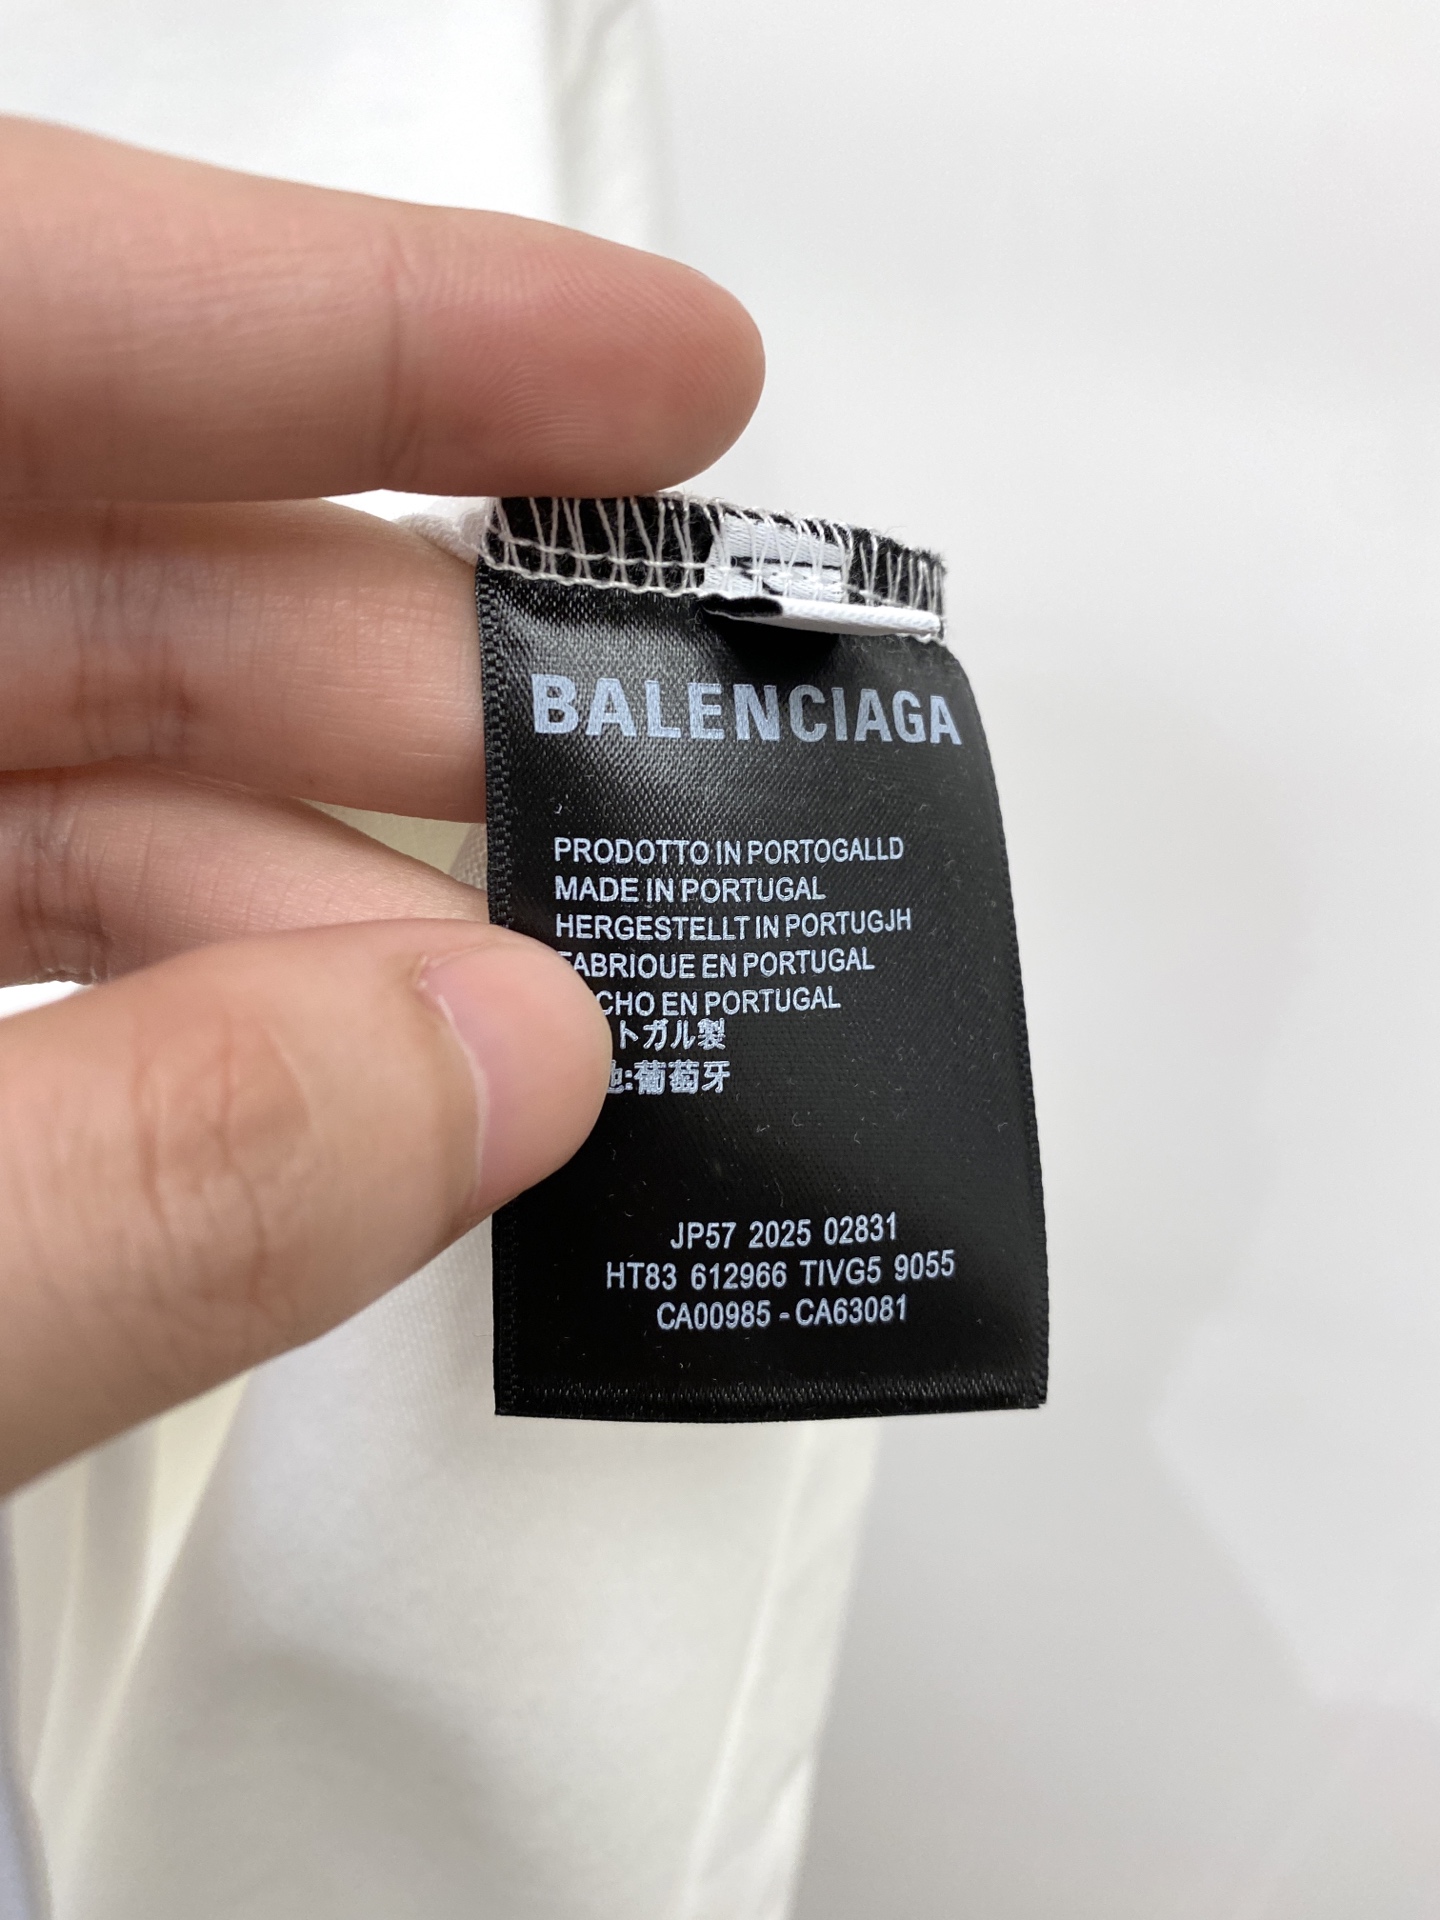 BALENCIAGA
PRODOTTO IN PORTOGALLD
MADE IN PORTUGAL
HERGESTELLT IN PORTUGJH
FABRIOUE EN PORTUGAL
CHO EN PORTUGAL
トガル製
地:葡萄牙
JP57 2025 02831
HT83 612966 TIVG5 9055
CA00985 - CA63081